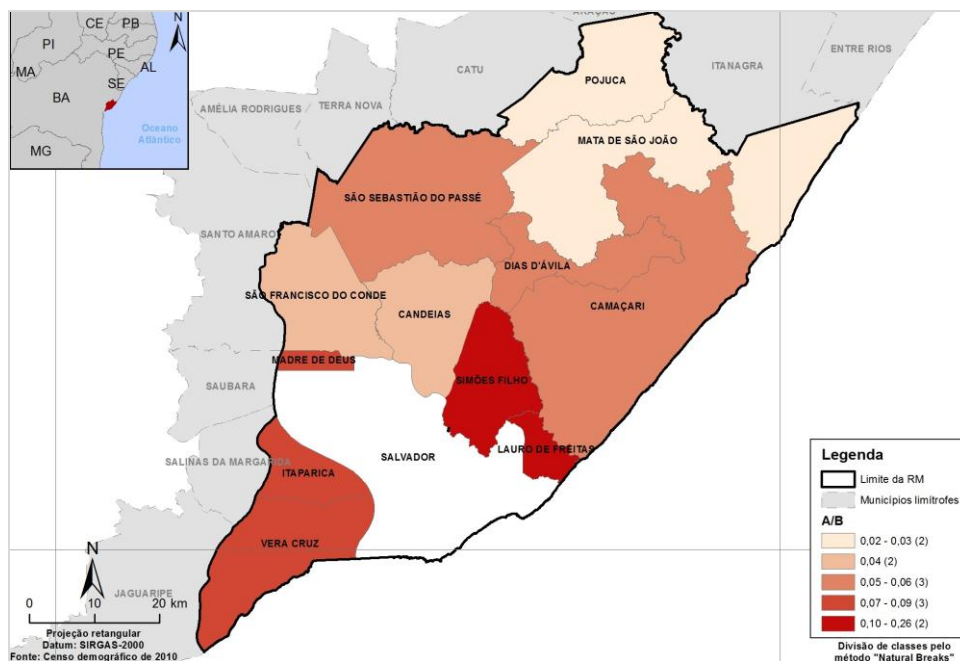 CE
PB
N
PI
PE
MA
AL
SE
BA
Oceano
Atlântico
MG
ARAÇAS
ENTRE RIOS
ITANAGRA
CATU
POJUCA
AMÉLIA RODRIGUES
TERRA NOVA
MATA DE SÃO JOÃO
SÃO SEBASTIÃO DO PASSÉ
SANTO AMARO
DIAS D'ÁVILA
SÃO FRANCISCO DO CONDE
CANDEIAS
CAMAÇARI
MADRE DE DEUS
SAUBARA
SIMÕES FILHO
LAURO DE FREITAS
SALVADOR
SALINAS DA MARGARIDA
ITAPARICA
VERA CRUZ
N
JAGUARIPE
0 10 20 km
Projeção retangular
Datum: SIRGAS-2000
Fonte: Censo demográfico de 2010
Legenda
Limite da RM
Municípios limítrofes
A/B
0,02 - 0,03 (2)
0,04 (2)
0,05 - 0,06 (3)
0,07 - 0,09 (3)
0,10 - 0,26 (2)
Divisão de classes pelo
método "Natural Breaks"